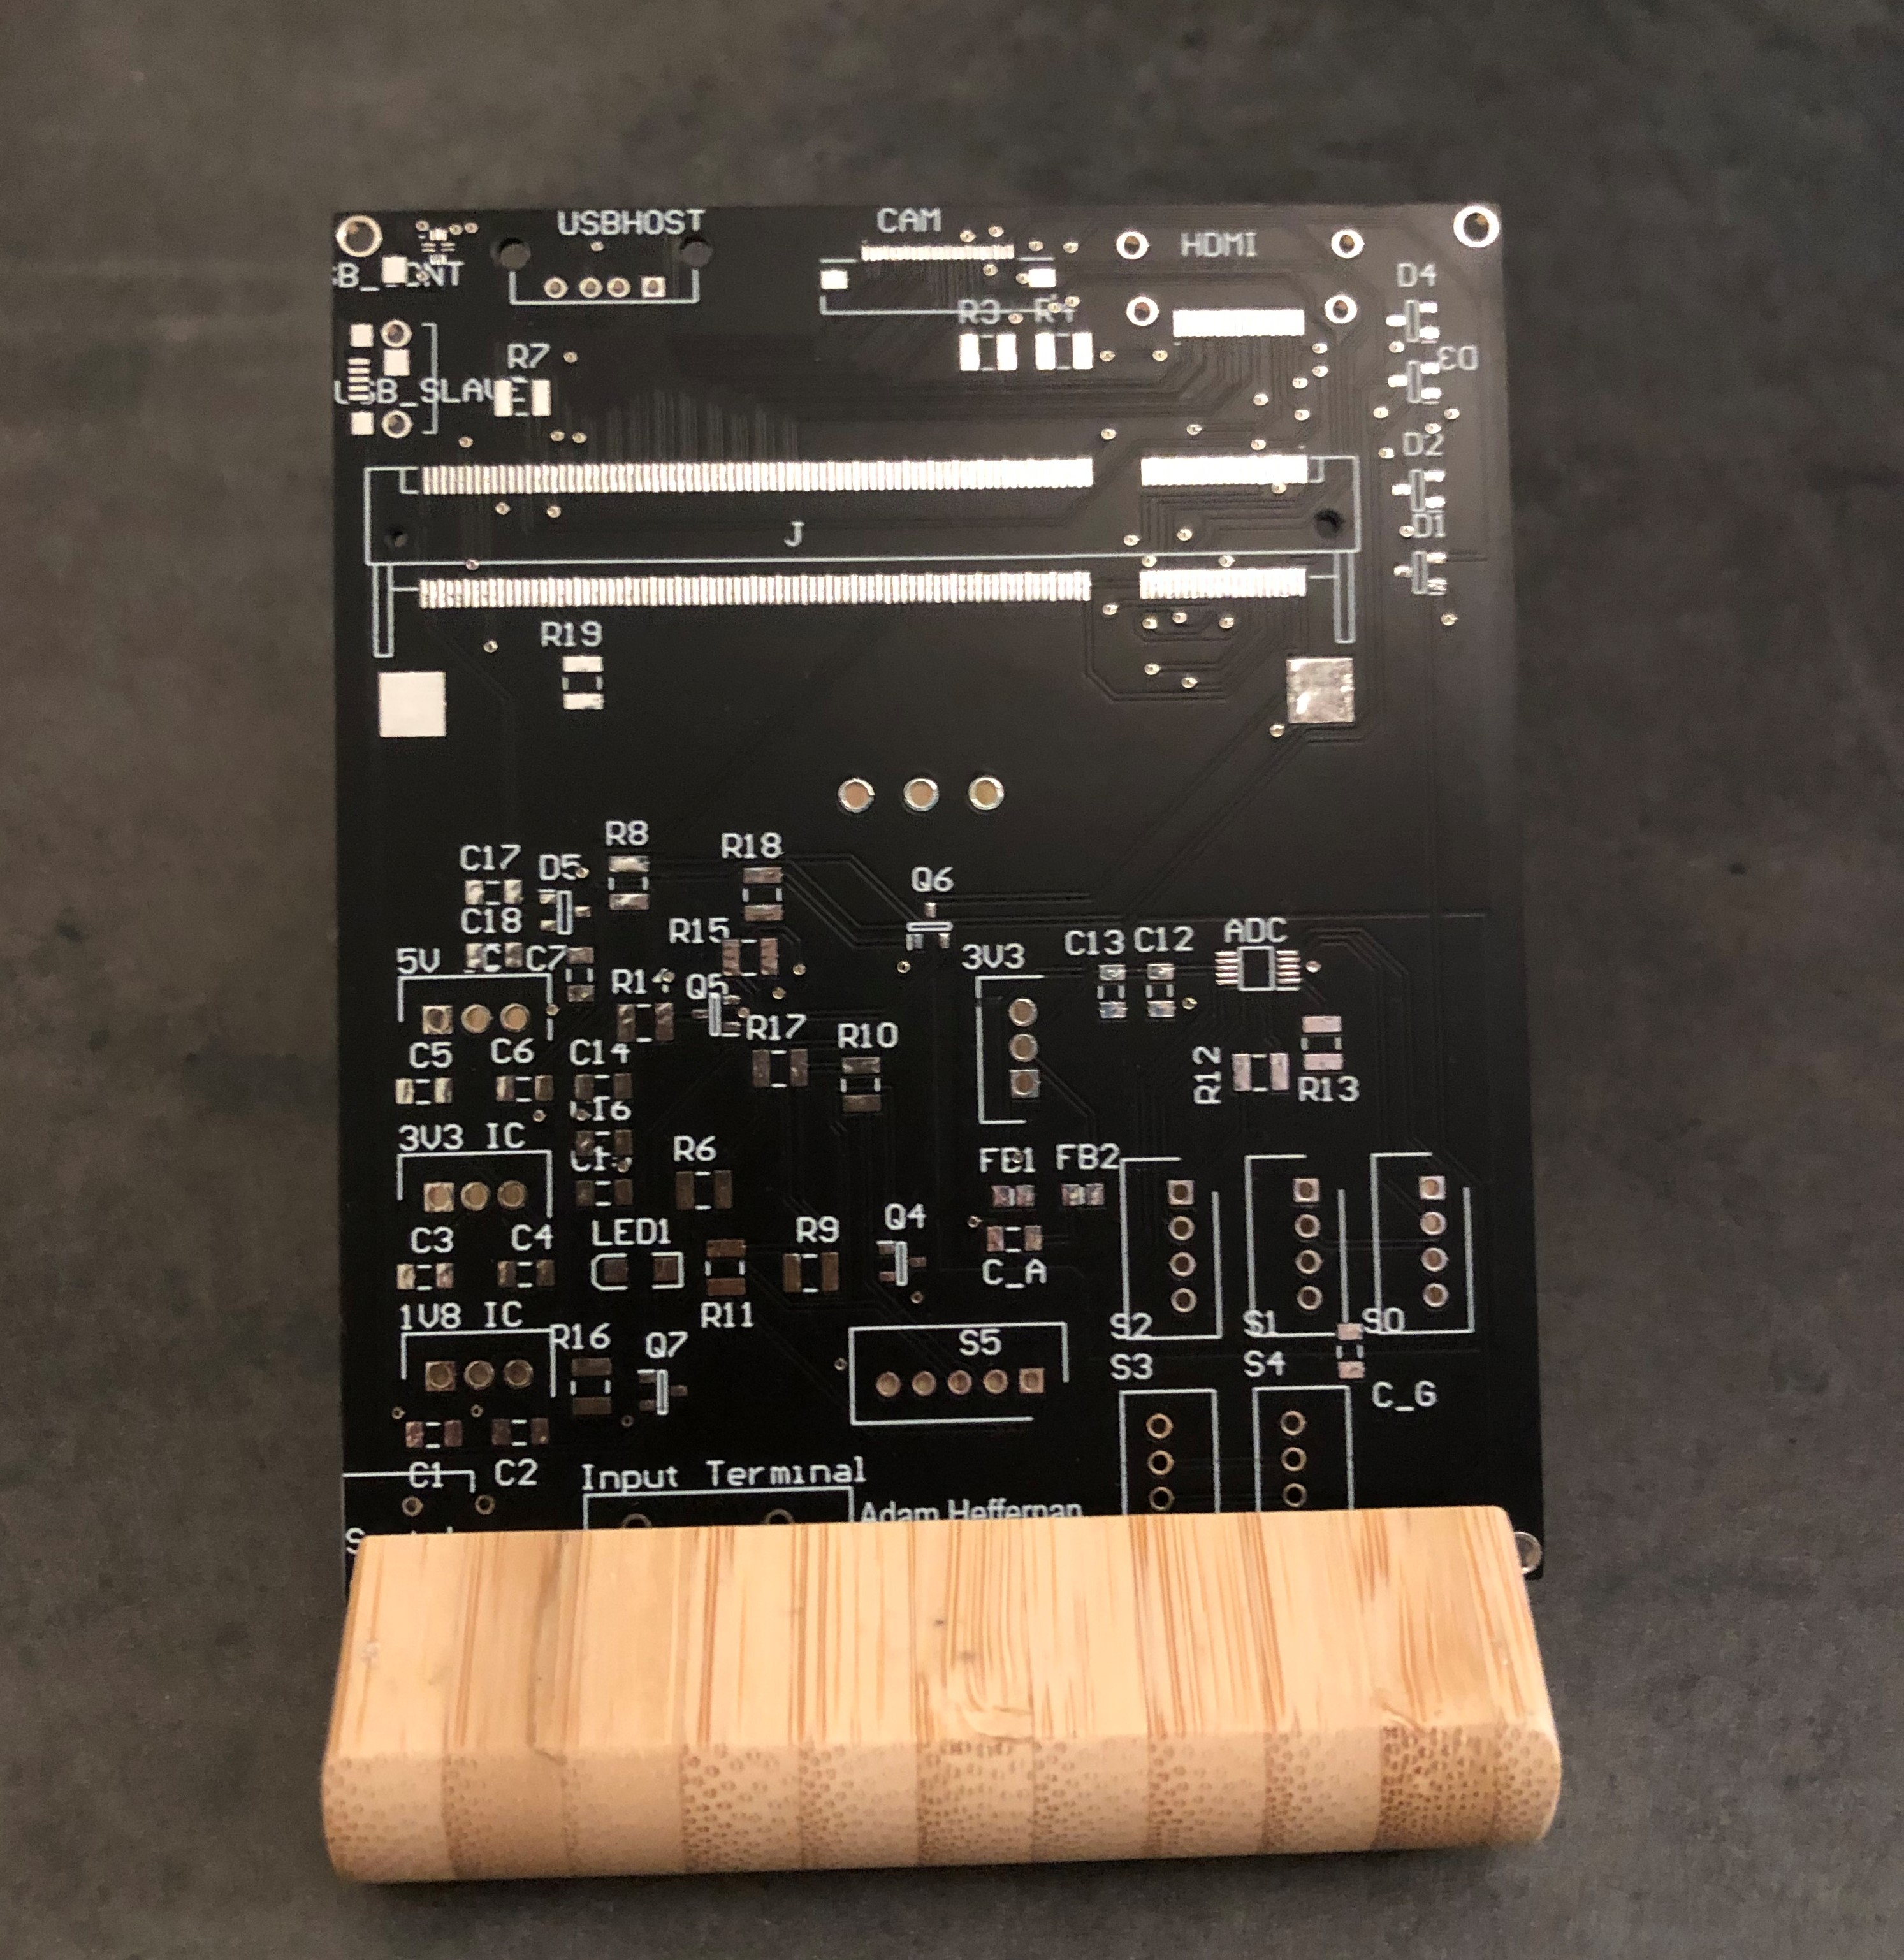 USBHOST
CAM
HDMI
D4
R3
D3
R7
D2
J
D1
R19
R8
R18
C17
D5
Q6
C18
R15
ADC
C13 C12
5V
C7
3V3
R14
Q5
R17
R10
C5
C6
C14
R12
R13
3V3 IC
R6
FB1
FB2
LED1
R9
Q4
C3
C4
C_A
1V8 IC
R11
R16
Q7
S5
S2
S1
S0
S3
S4
C_G
C1
C2
Input Terminal
Adam Heffernan